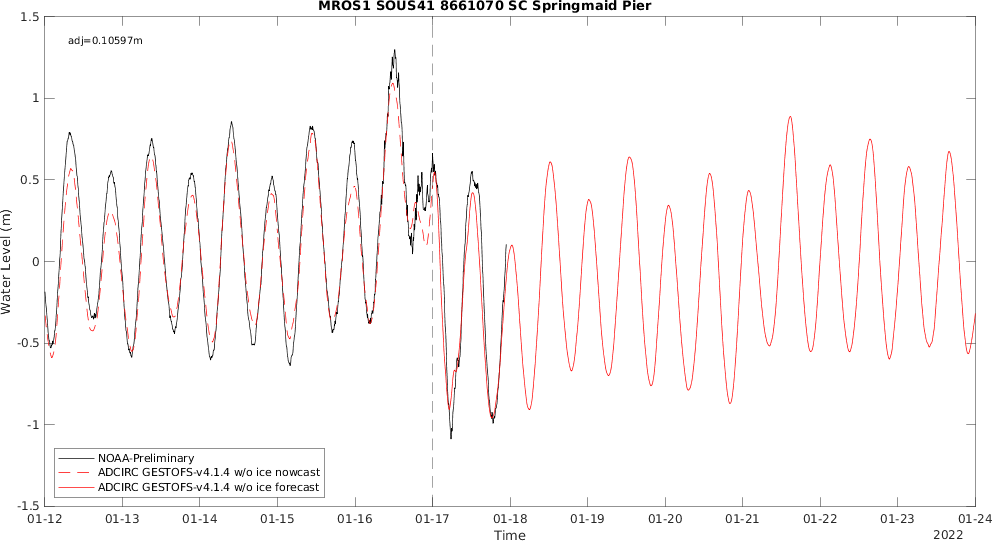 MROS1 SOUS41 8661070 SC Springmaid Pier
adj=0.10597m
1.5
1
0.5
0
-0.5
-1
-1.5
Water Level (m)
NOAA-Preliminary
ADCIRC GESTOFS-v4.1.4 w/o ice nowcast
ADCIRC GESTOFS-v4.1.4 w/o ice forecast
01-12 01-13 01-14 01-15 01-16 01-17 01-18 01-19 01-20 01-21 01-22 01-23 01-24
Time
2022